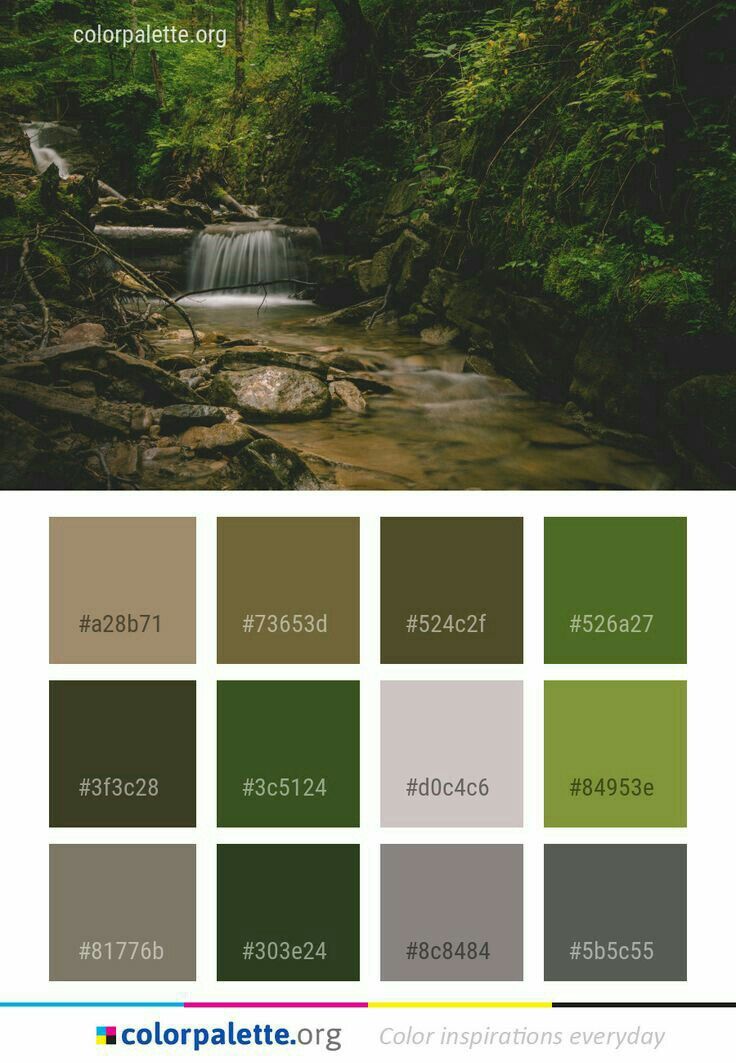 colorpalette.org
#a28b71 #73653d #524c2f #526a27
#3f3c28 #3c5124 #d0c4c6 #84953e
#81776b #303e24 #8c8484 #5b5c55
colorpalette.org Color inspirations everyday